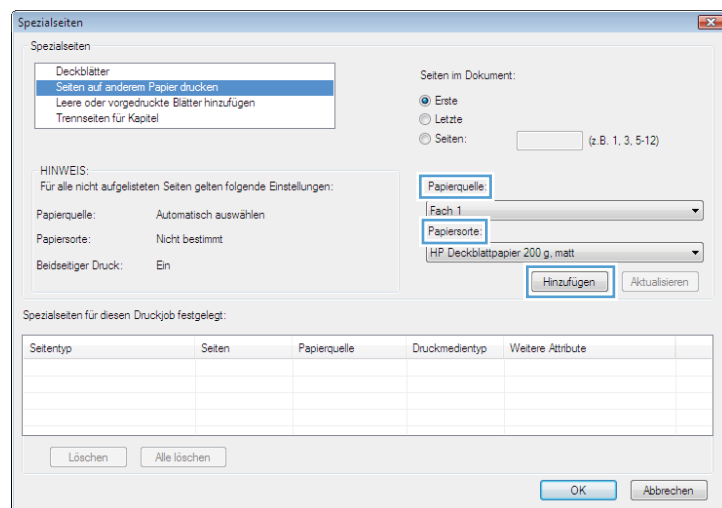 Spezialseiten
Spezialseiten
Deckblätter
Seiten auf anderem Papier drucken
Leere oder vorgedruckte Blätter hinzufügen
Trennseiten für Kapitel
Seiten im Dokument:
Erste
Letzte
Seiten: (z.B. 1, 3, 5-12)
HINWEIS:
Für alle nicht aufgelisteten Seiten gelten folgende Einstellungen:
Papierquelle: Automatisch auswählen
Papiersorte: Nicht bestimmt
Beidseitiger Druck: Ein
Papierquelle:
Fach 1
Papiersorte:
HP Deckblattpapier 200 g, matt
Hinzufügen Aktualisieren
Spezialseiten für diesen Druckjob festgelegt:
Seitentyp Seiten Papierquelle Druckmedientyp Weitere Attribute
Löschen Alle löschen
OK Abbrechen